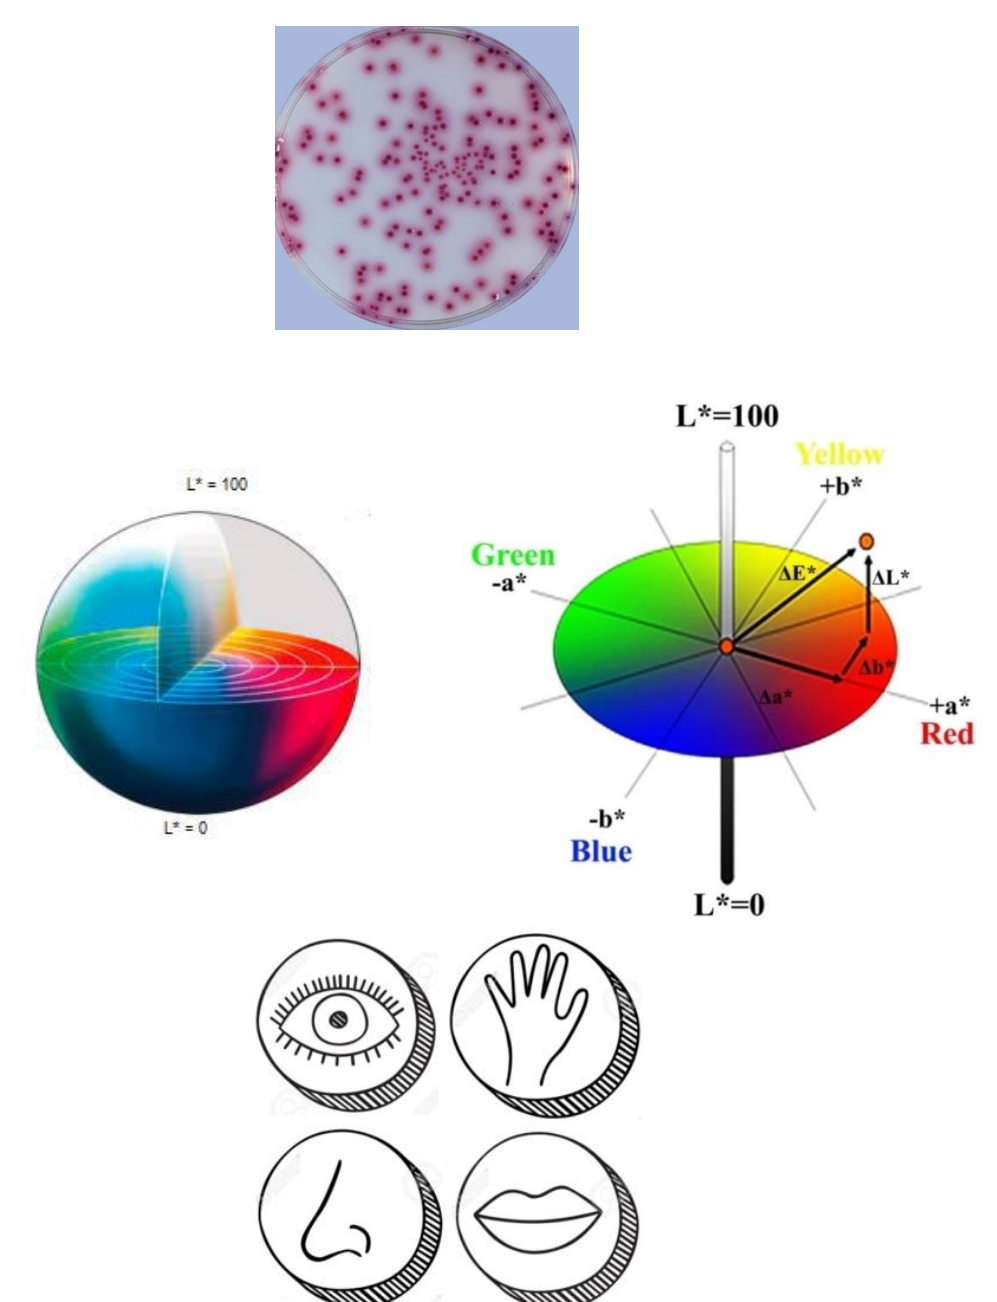 L* = 100
L* = 0
L*=100
Yellow
+b*
Green
-a*
ΔE*
ΔL*
Δb*
Δa*
+a*
Red
-b*
Blue
L*=0